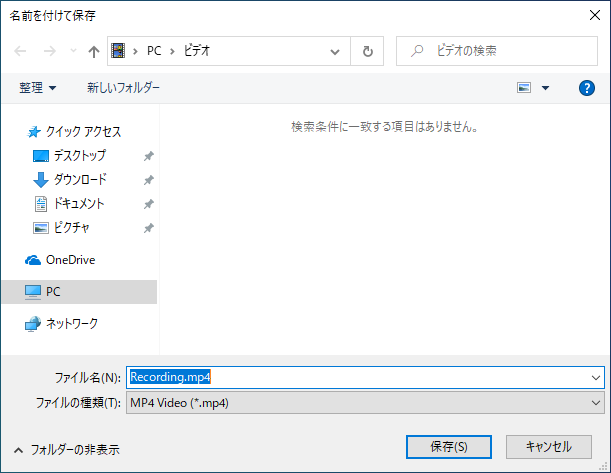 名前を付けて保存
PC ビデオ
ビデオの検索
整理 新しいフォルダー
検索条件に一致する項目はありません。
クイック アクセス
デスクトップ
ダウンロード
ドキュメント
ピクチャ
OneDrive
PC
ネットワーク
ファイル名(N): Recording.mp4
ファイルの種類(T): MP4 Video (*.mp4)
フォルダーの非表示
保存(S) キャンセル